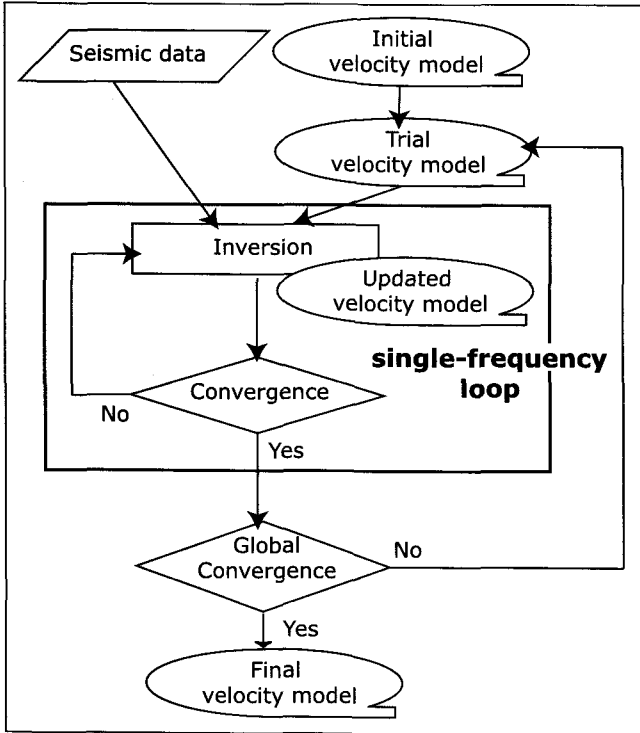 Seismic data
Initial
velocity model
Trial
velocity model
Inversion
Updated
velocity model
single-frequency
loop
Convergence
No
Yes
Global
Convergence
No
Yes
Final
velocity model